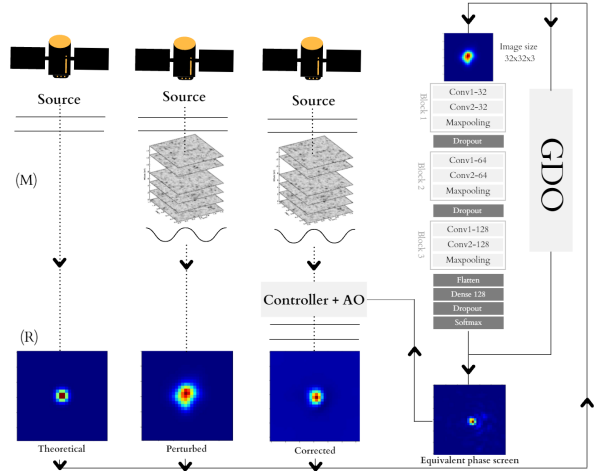 Source
Source
Source
(M)
(R)
Controller + AO
Theoretical
Perturbed
Corrected
Image size
32x32x3
Block 1
Conv1-32
Conv2-32
Maxpooling
Dropout
Block 2
Conv1-64
Conv2-64
Maxpooling
Dropout
Block 3
Conv1-128
Conv2-128
Maxpooling
Flatten
Dense 128
Dropout
Softmax
GDO
Equivalent phase screen